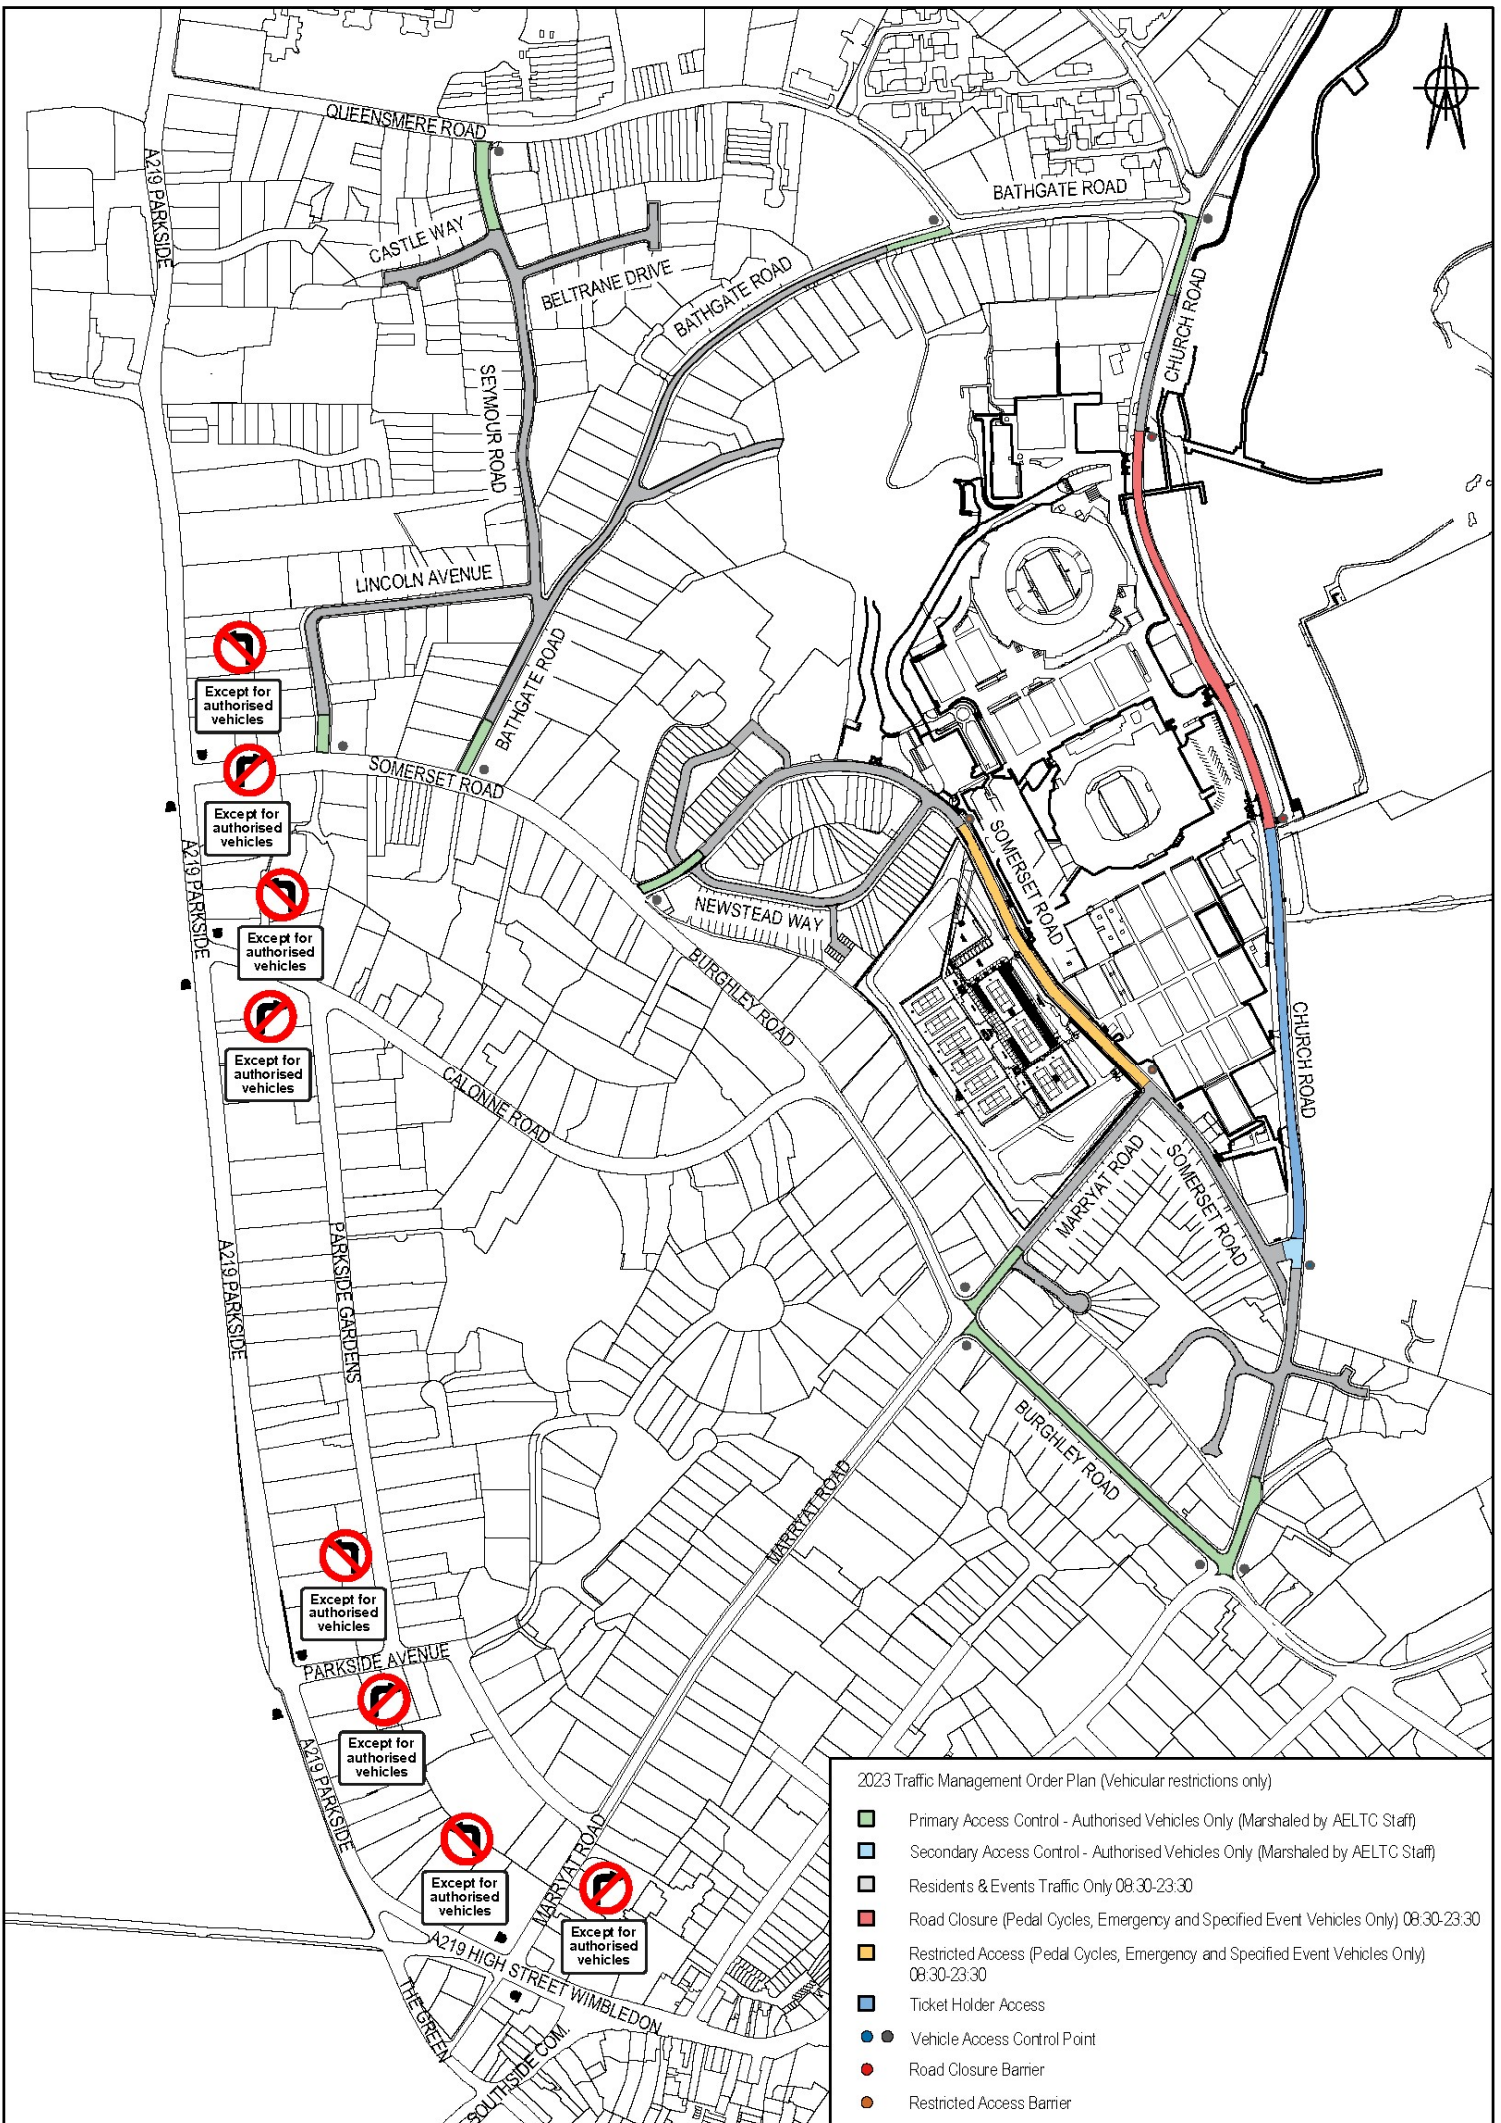 QUEENSMERE ROAD
A219 PARKSIDE
BATHGATE ROAD
CASTLE WAY
BELTRANE DRIVE
BATHGATE ROAD
CHURCH ROAD
SEYMOUR ROAD
LINCOLN AVENUE
BATHGATE ROAD
Except for
authorised
vehicles
SOMERSET ROAD
Except for
authorised
vehicles
A219 PARKSIDE
SOMERSET ROAD
NEWSTEAD WAY
Except for
authorised
vehicles
BURGHLEY ROAD
Except for
authorised
vehicles
CHURCH ROAD
CALONNE ROAD
MARRYAT ROAD
SOMERSET ROAD
A219 PARKSIDE
PARKSIDE GARDENS
BURGHLEY ROAD
MARRYAT ROAD
Except for
authorised
vehicles
PARKSIDE AVENUE
A219 PARKSIDE
Except for
authorised
vehicles
MARRYAT ROAD
Except for
authorised
vehicles
Except for
authorised
vehicles
A219 HIGH STREET WIMBLEDON
THE GREEN
SOUTHSIDE COM.
2023 Traffic Management Order Plan (Vehicular restrictions only)
Primary Access Control - Authorised Vehicles Only (Marshaled by AELTC Staff)
Secondary Access Control - Authorised Vehicles Only (Marshaled by AELTC Staff)
Residents & Events Traffic Only 08:30-23:30
Road Closure (Pedal Cycles, Emergency and Specified Event Vehicles Only) 08:30-23:30
Restricted Access (Pedal Cycles, Emergency and Specified Event Vehicles Only)
08:30-23:30
Ticket Holder Access
Vehicle Access Control Point
Road Closure Barrier
Restricted Access Barrier